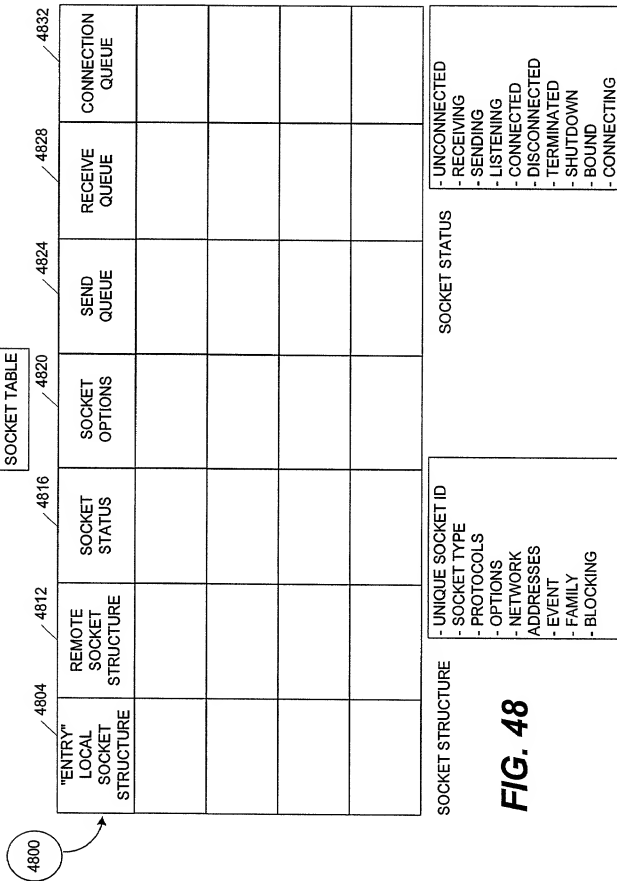 SOCKET TABLE
4800
4804
4812
4816
4820
4824
4828
4832
"ENTRY"
LOCAL
SOCKET
STRUCTURE
REMOTE
SOCKET
STRUCTURE
SOCKET
STATUS
SOCKET
OPTIONS
SEND
QUEUE
RECEIVE
QUEUE
CONNECTION
QUEUE
SOCKET STRUCTURE
- UNIQUE SOCKET ID
- SOCKET TYPE
- PROTOCOLS
- OPTIONS
- NETWORK
ADDRESSES
- EVENT
- FAMILY
- BLOCKING
SOCKET STATUS
- UNCONNECTED
- RECEIVING
- SENDING
- LISTENING
- CONNECTED
- DISCONNECTED
- TERMINATED
- SHUTDOWN
- BOUND
- CONNECTING
FIG. 48